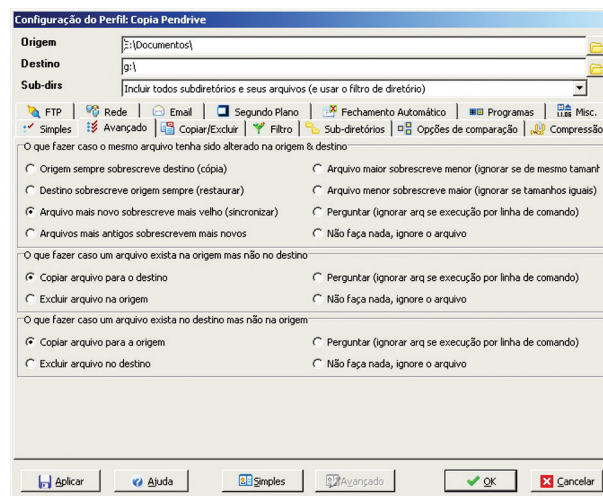 Configuração do Perfil: Copia Pendrive
Origem E:\Documentos\
Destino g:\
Sub-dirs Incluir todos subdiretórios e seus arquivos (e usar o filtro de diretório)
FTP Rede Email Segundo Plano Fechamento Automático Programas Misc.
Simples Avançado Copiar/Excluir Filtro Sub-diretórios Opções de comparação Compressão
O que fazer caso o mesmo arquivo tenha sido alterado na origem & destino
Origem sempre sobrescreve destino (cópia) Arquivo maior sobrescreve menor (ignorar se de mesmo tamanh
Destino sobrescreve origem sempre (restaurar) Arquivo menor sobrescreve maior (ignorar se tamanhos iguais)
Arquivo mais novo sobrescreve mais velho (sincronizar) Perguntar (ignorar arq se execução por linha de comando)
Arquivos mais antigos sobrescrevem mais novos Não faça nada, ignore o arquivo
O que fazer caso um arquivo exista na origem mas não no destino
Copiar arquivo para o destino Perguntar (ignorar arq se execução por linha de comando)
Excluir arquivo na origem Não faça nada, ignore o arquivo
O que fazer caso um arquivo exista no destino mas não na origem
Copiar arquivo para a origem Perguntar (ignorar arq se execução por linha de comando)
Excluir arquivo no destino Não faça nada, ignore o arquivo
Aplicar Ajuda Simples Avançado OK Cancelar